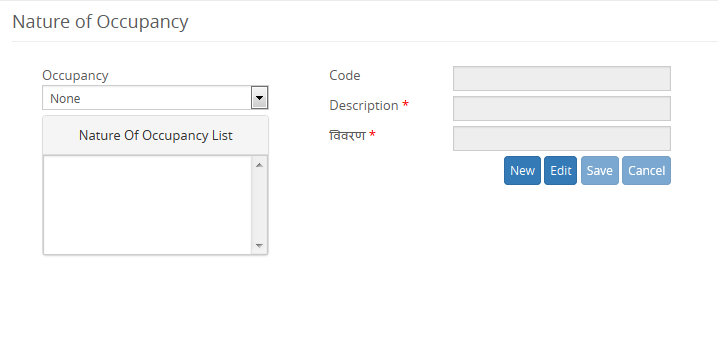 Nature of Occupancy
Occupancy
None
Nature Of Occupancy List
Code
Description *
विवरण *
New Edit Save Cancel